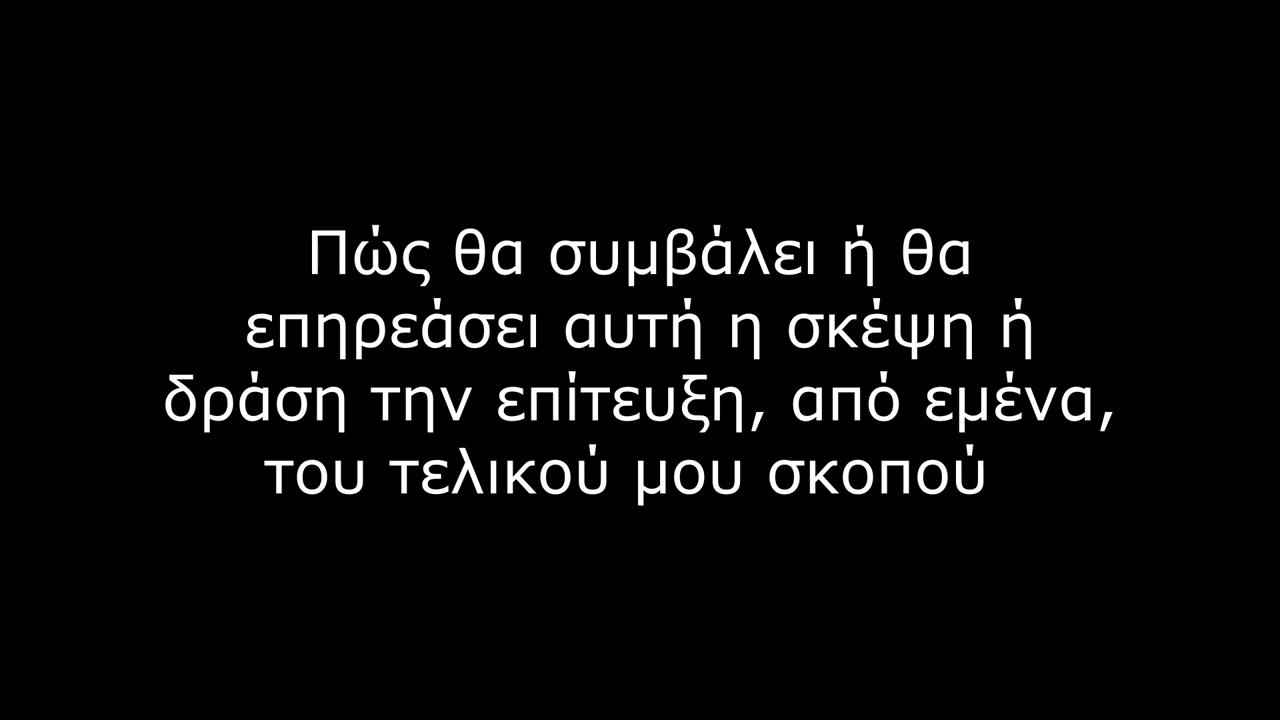 Πώς θα συμβάλει ή θα
επηρεάσει αυτή η σκέψη ή
δράση την επίτευξη, από εμένα,
του τελικού μου σκοπού